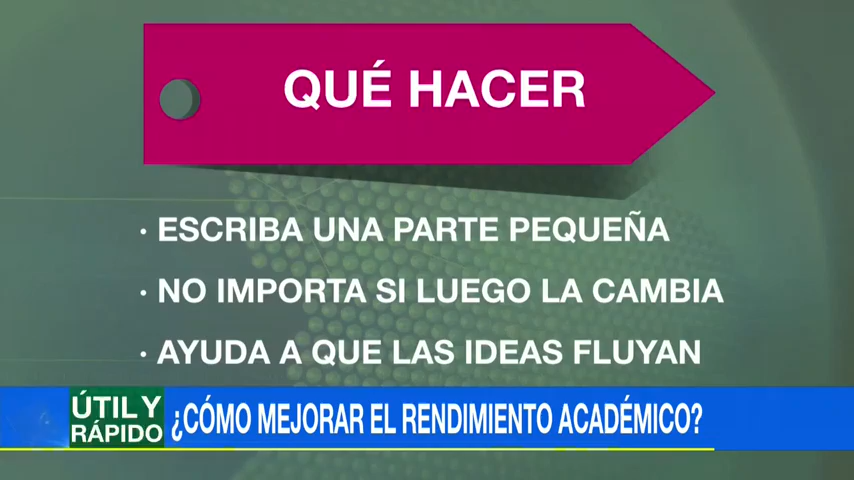 QUÉ HACER
· ESCRIBA UNA PARTE PEQUEÑA
· NO IMPORTA SI LUEGO LA CAMBIA
· AYUDA A QUE LAS IDEAS FLUYAN
ÚTIL Y
RÁPIDO
¿CÓMO MEJORAR EL RENDIMIENTO ACADÉMICO?